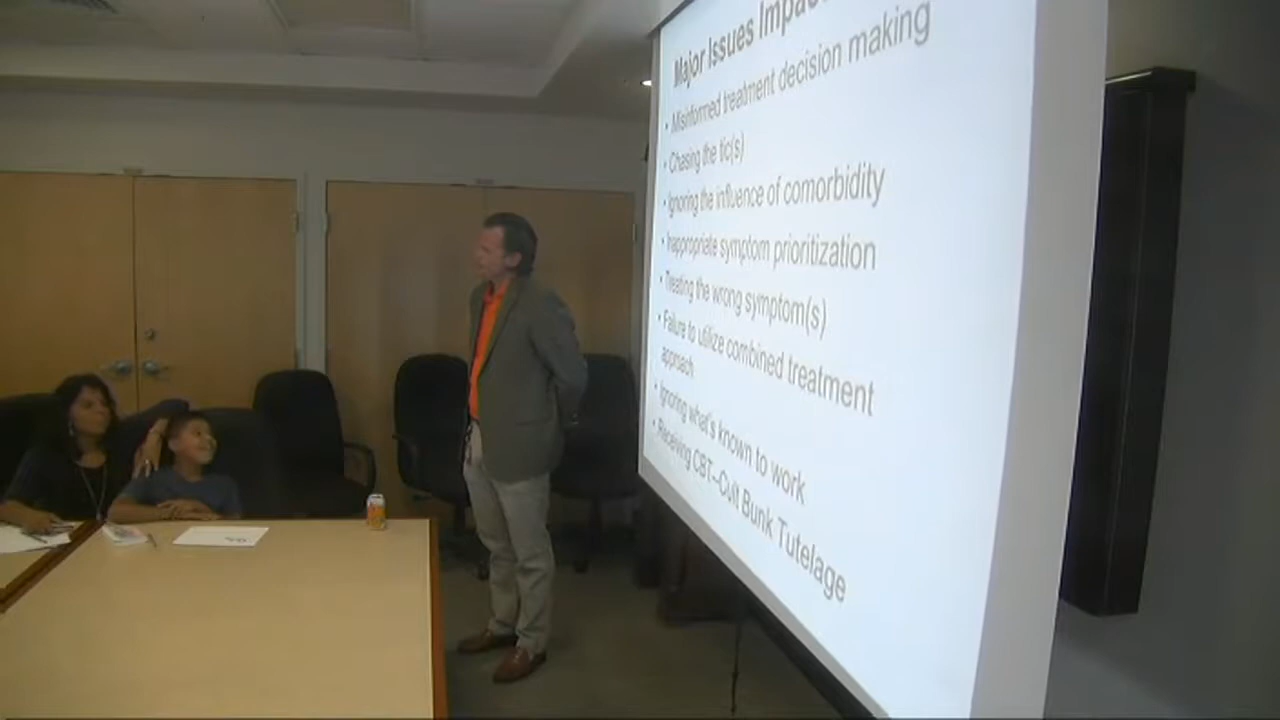 Major Issues
• Misinformed treatment decision making
• Chasing the tic(s)
• Ignoring the influence of comorbidity
• Inappropriate symptom prioritization
• Treating the wrong symptom(s)
• Failure to utilize combined treatment
approach
• Ignoring what's known to work
• Receiving CBT–Cult Bunk Tutelage